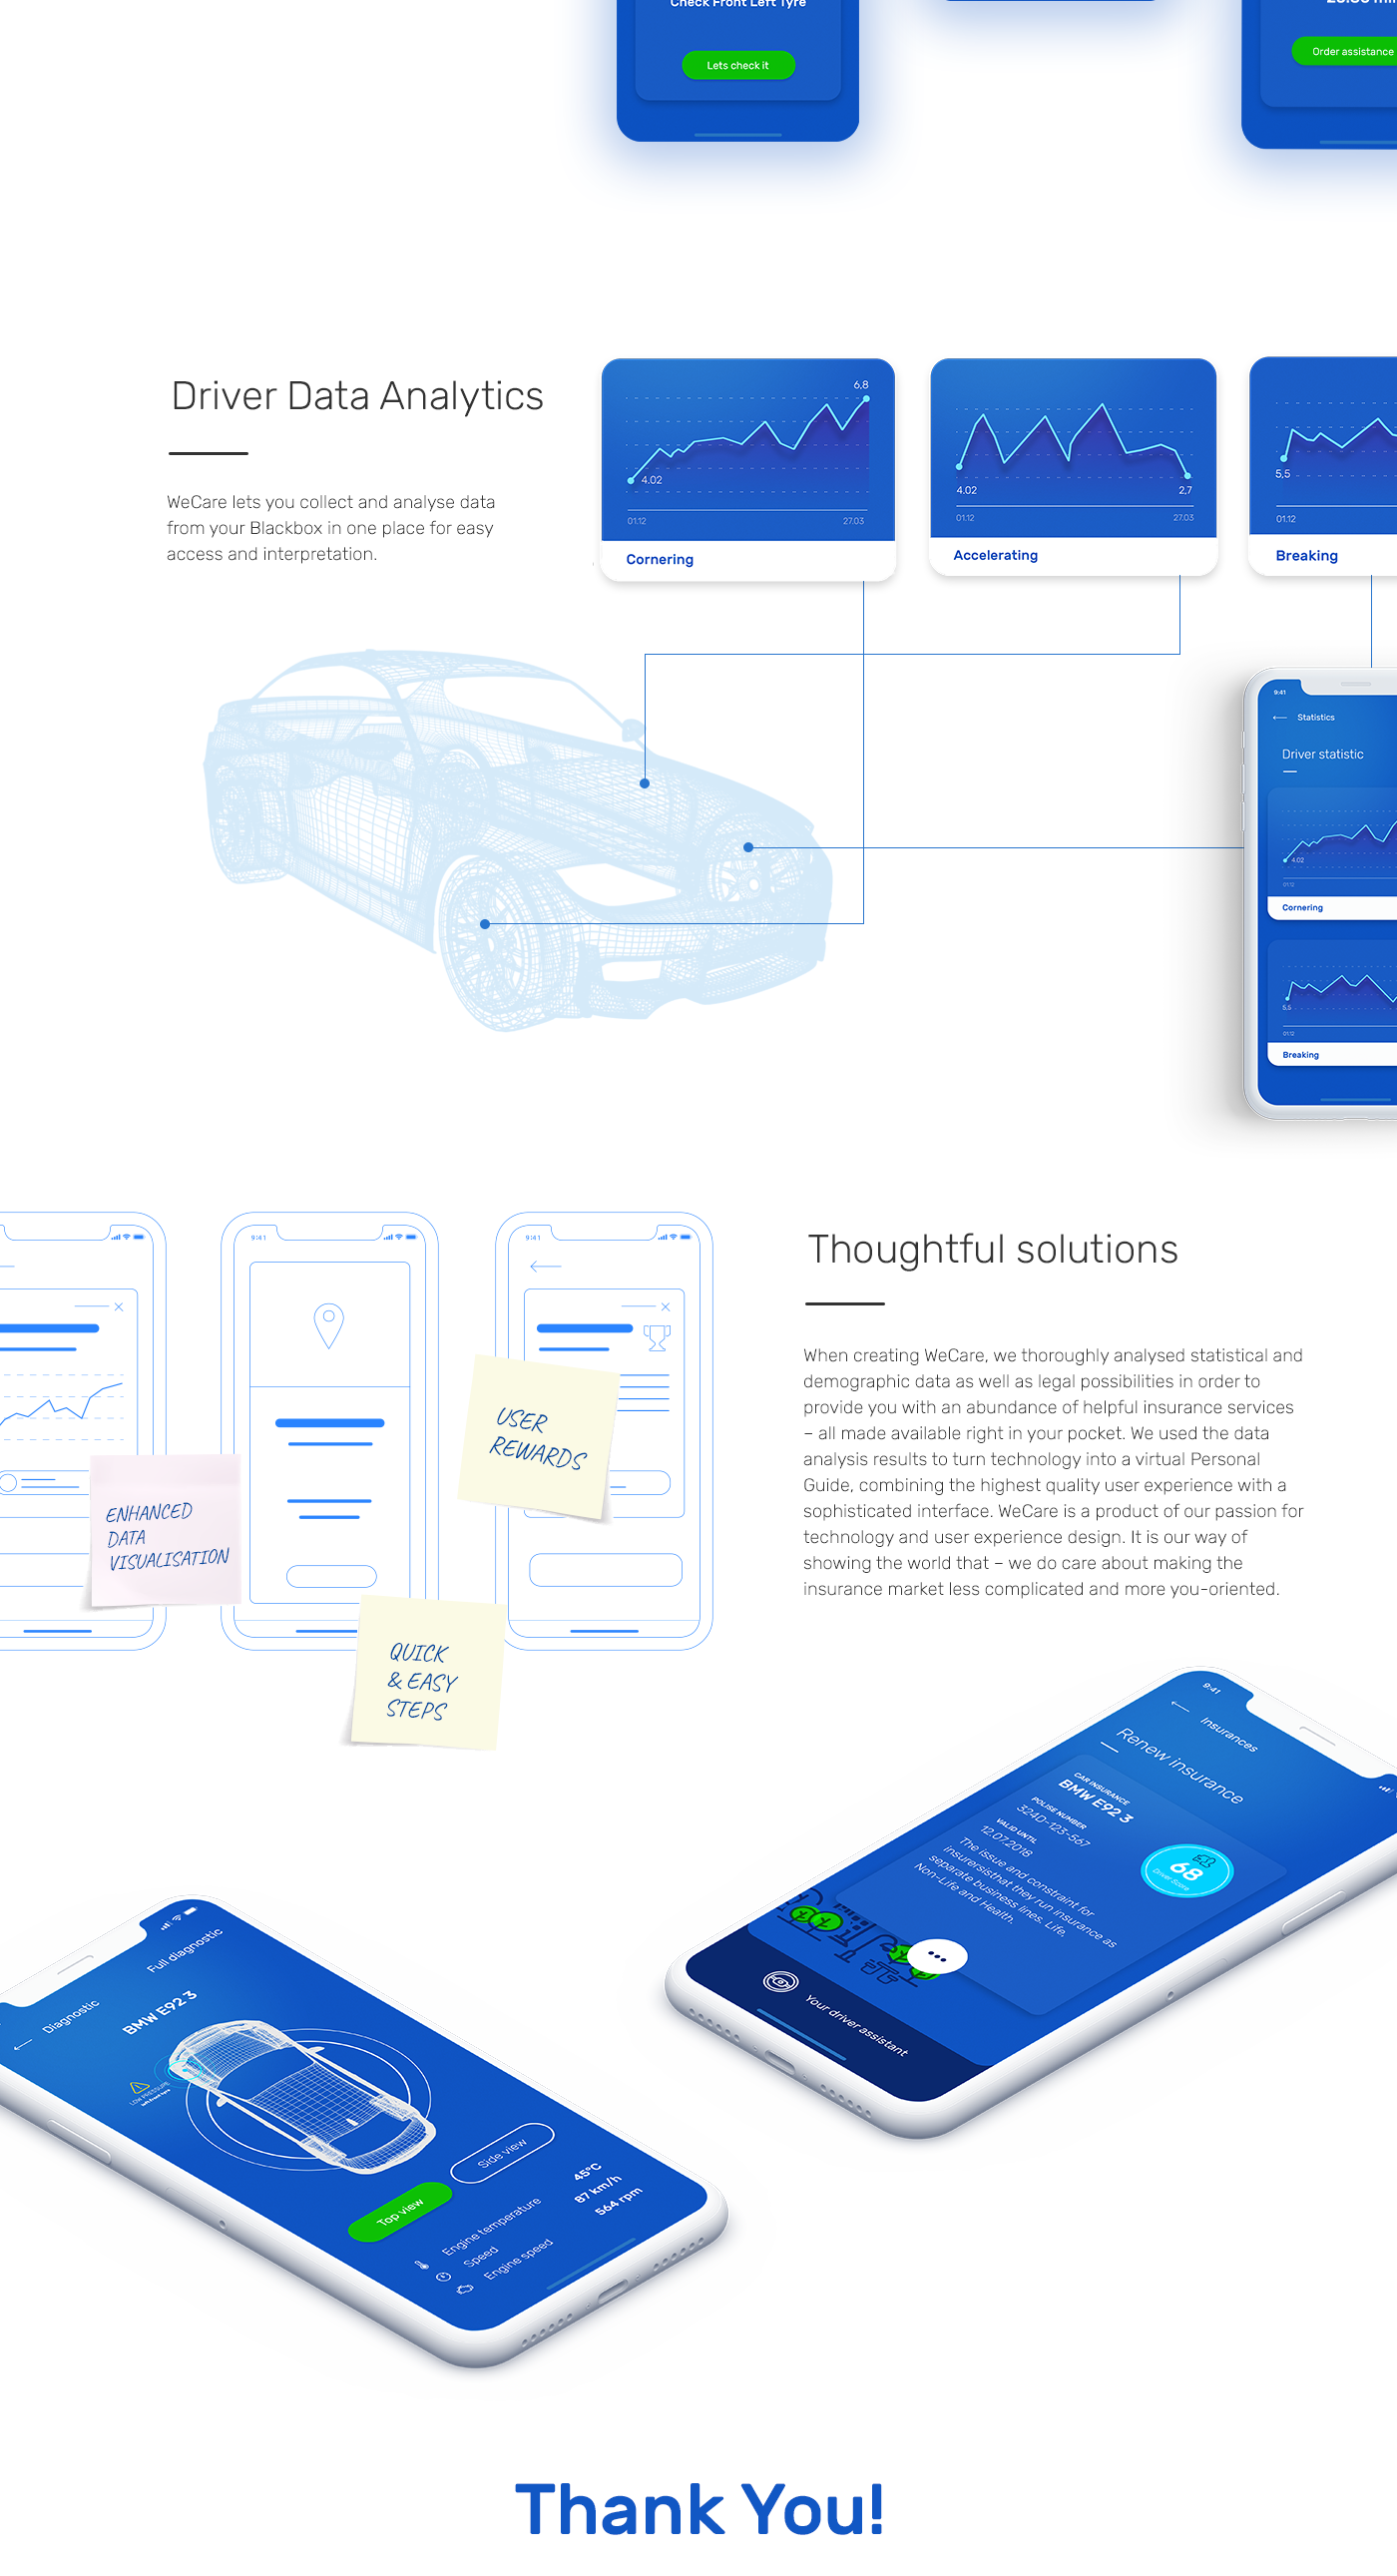 Check Front Left Tyre
Lets check it
Order assistance
Driver Data Analytics
WeCare lets you collect and analyse data
from your Blackbox in one place for easy
access and interpretation.
6,8
4.02
01.12
27.03
Cornering
4.02
2,7
01.12
27.03
Accelerating
5,5
01.12
Breaking
9:41
Statistics
Driver statistic
4.02
01.12
Cornering
5,5
01.12
Breaking
9:41
9:41
Thoughtful solutions
When creating WeCare, we thoroughly analysed statistical and
demographic data as well as legal possibilities in order to
provide you with an abundance of helpful insurance services
– all made available right in your pocket. We used the data
analysis results to turn technology into a virtual Personal
Guide, combining the highest quality user experience with a
sophisticated interface. WeCare is a product of our passion for
technology and user experience design. It is our way of
showing the world that – we do care about making the
insurance market less complicated and more you-oriented.
USER
REWARDS
ENHANCED
DATA
VISUALISATION
QUICK
& EASY
STEPS
9:41
Insurances
Renew insurance
CAR INSURANCE
BMW E92 3
POLISE NUMBER
324D-123-567
VALID UNTIL
12.07.2018
The issue and constraint for
insurersisthat they run insurance as
separate business lines, Life,
Non-Life and Health.
68
Driver Score
Your driver assistant
Diagnostic
Full diagnostic
BMW E92 3
LOW PRESSURE
left front tyre
Top view
Side view
Engine temperature
45°C
Speed
87 km/h
Engine speed
564 rpm
Thank You!